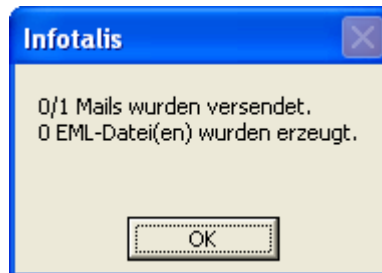 Infotalis
0/1 Mails wurden versendet.
0 EML-Datei(en) wurden erzeugt.
OK